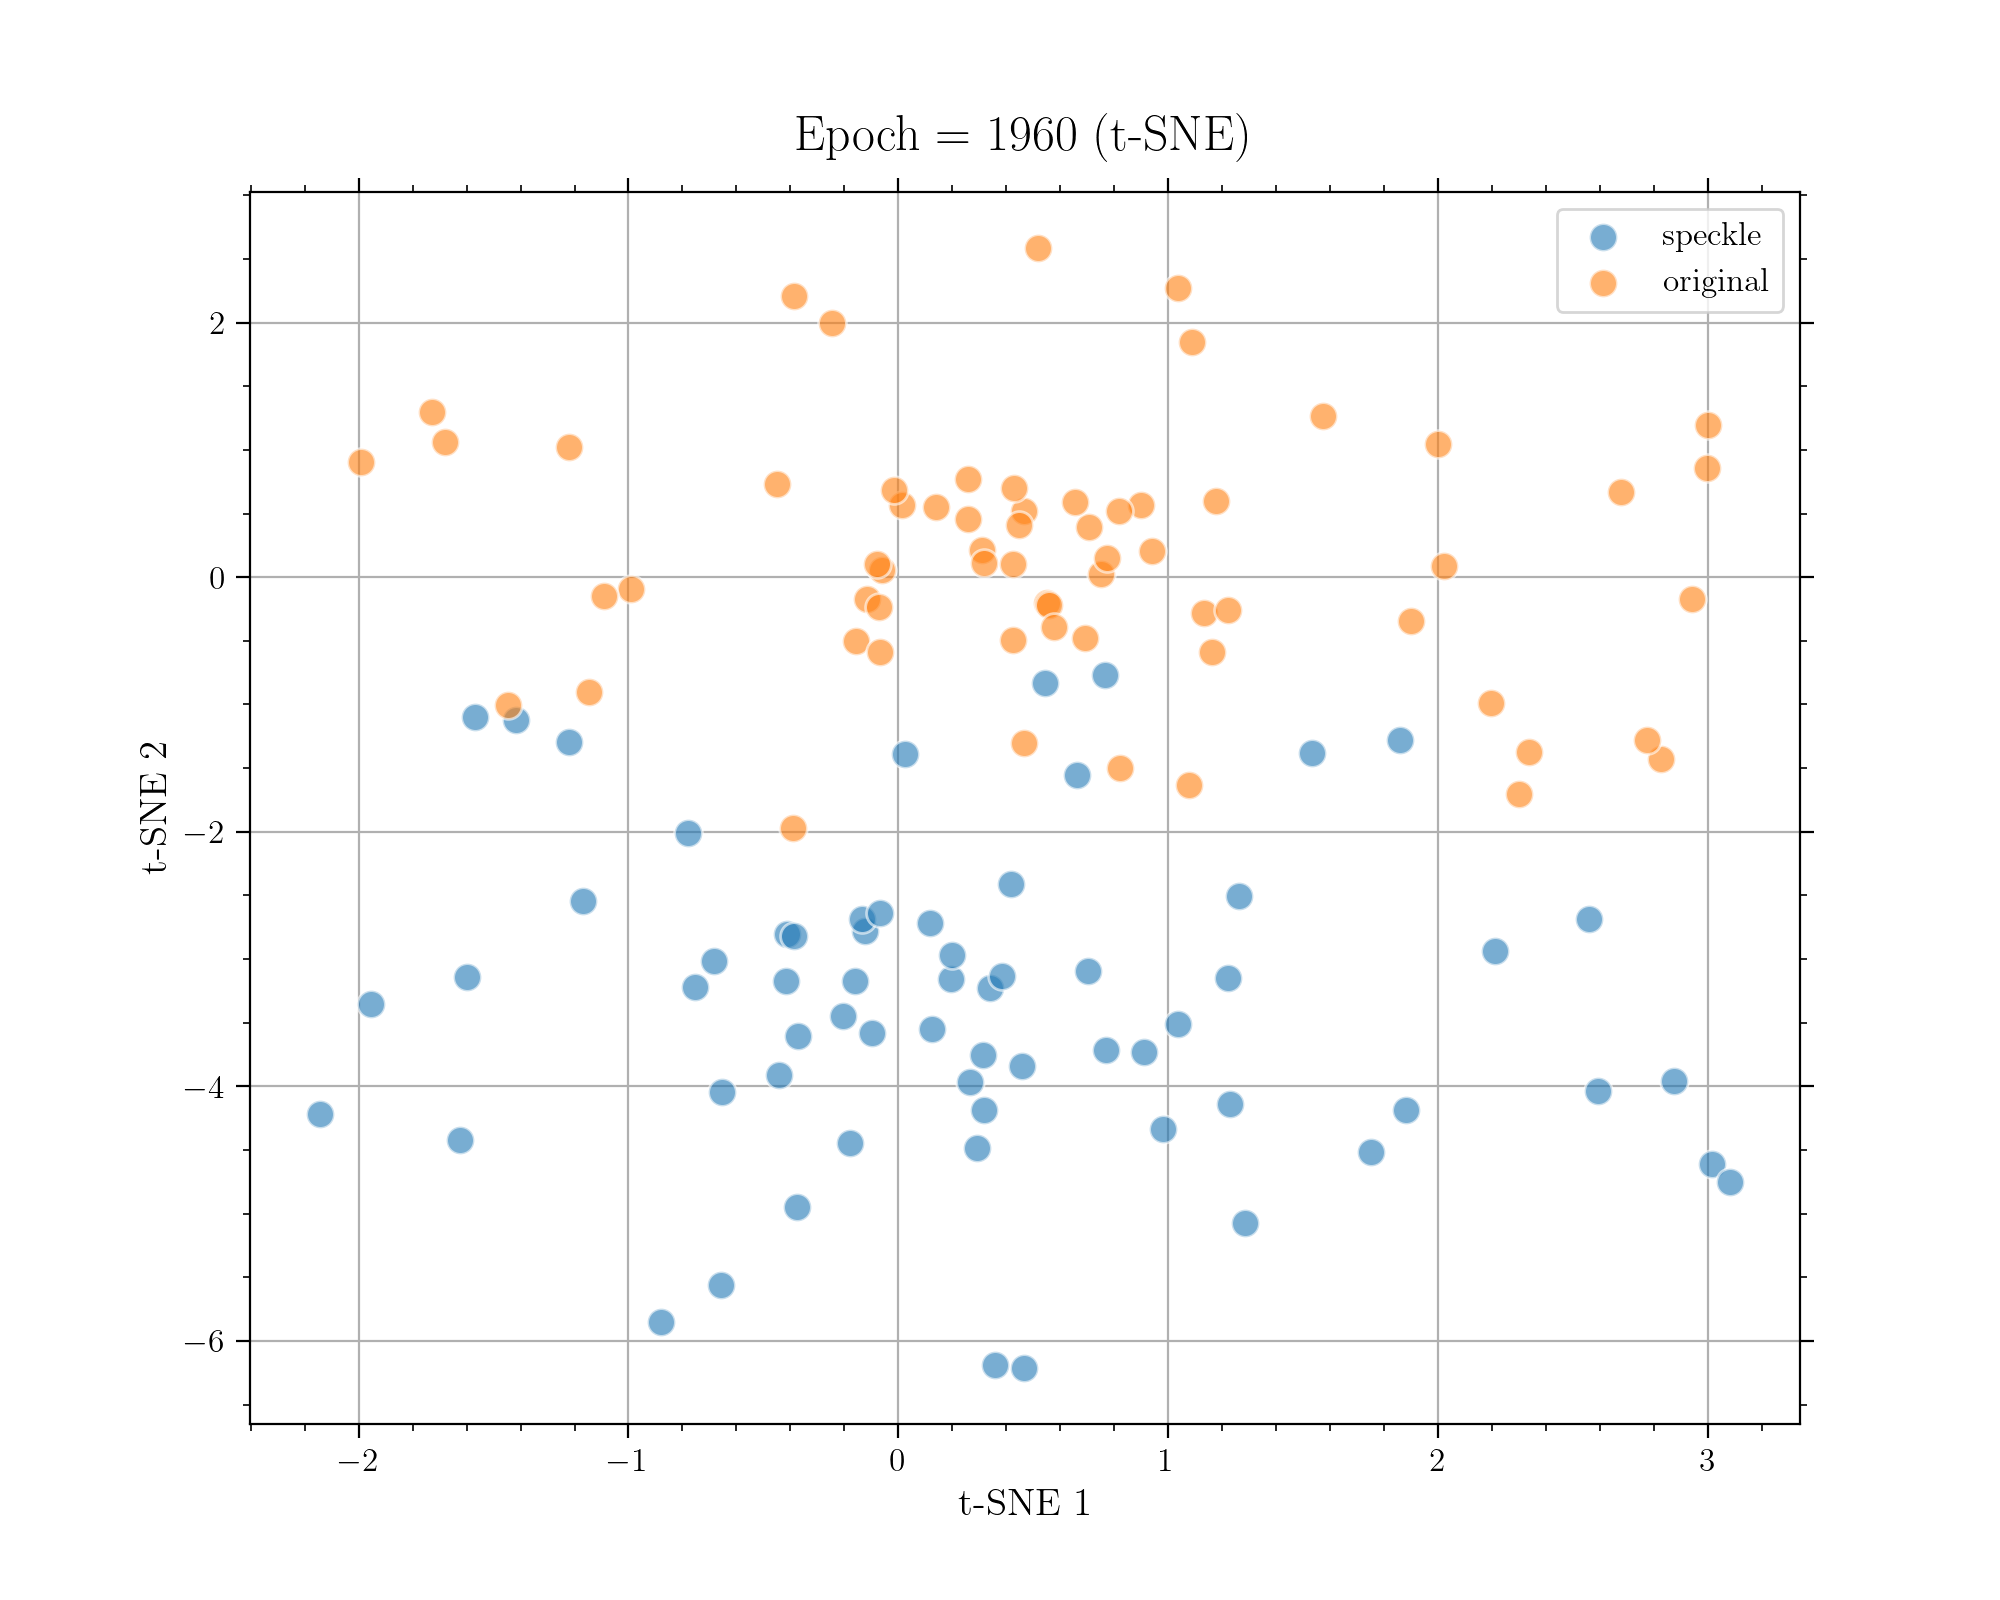 Epoch = 1960 (t-SNE)
speckle
original
2
0
−2
−4
−6
t-SNE 2
−2
−1
0
1
2
3
t-SNE 1